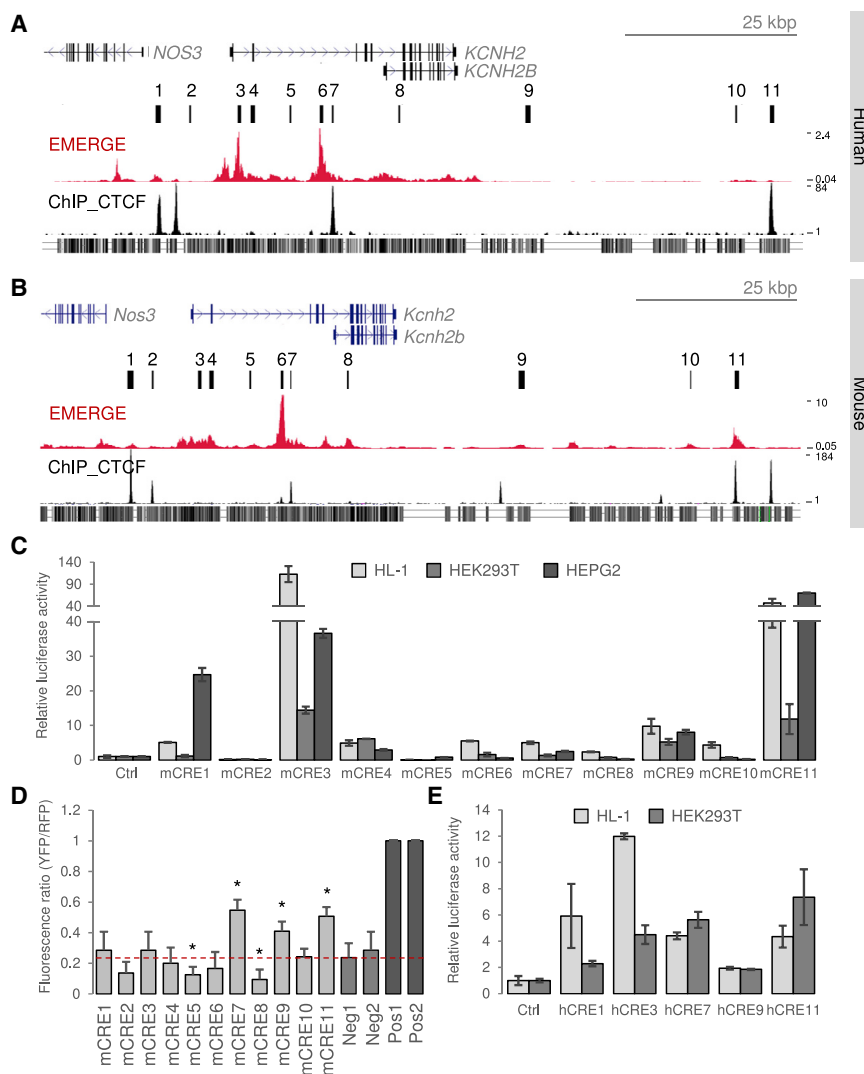 A
25 kbp
NOS3
KCNH2
KCNH2B
1 2 3 4 5 6 7 8 9 10 11
EMERGE
2.4
0.04
ChIP_CTCF
84
1
Human
B
25 kbp
Nos3
Kcnh2
Kcnh2b
1 2 3 4 5 6 7 8 9 10 11
EMERGE
10
0.05
ChIP_CTCF
184
1
Mouse
C
Relative luciferase activity
140
90
40
40
30
20
10
0
HL-1 HEK293T HEPG2
Ctrl mCRE1 mCRE2 mCRE3 mCRE4 mCRE5 mCRE6 mCRE7 mCRE8 mCRE9 mCRE10 mCRE11
D
Fluorescence ratio (YFP/RFP)
1.2
1
0.8
0.6
0.4
0.2
0
* * * * *
mCRE1 mCRE2 mCRE3 mCRE4 mCRE5 mCRE6 mCRE7 mCRE8 mCRE9 mCRE10 mCRE11 Neg1 Neg2 Pos1 Pos2
E
Relative luciferase activity
14
12
10
8
6
4
2
0
HL-1 HEK293T
Ctrl hCRE1 hCRE3 hCRE7 hCRE9 hCRE11